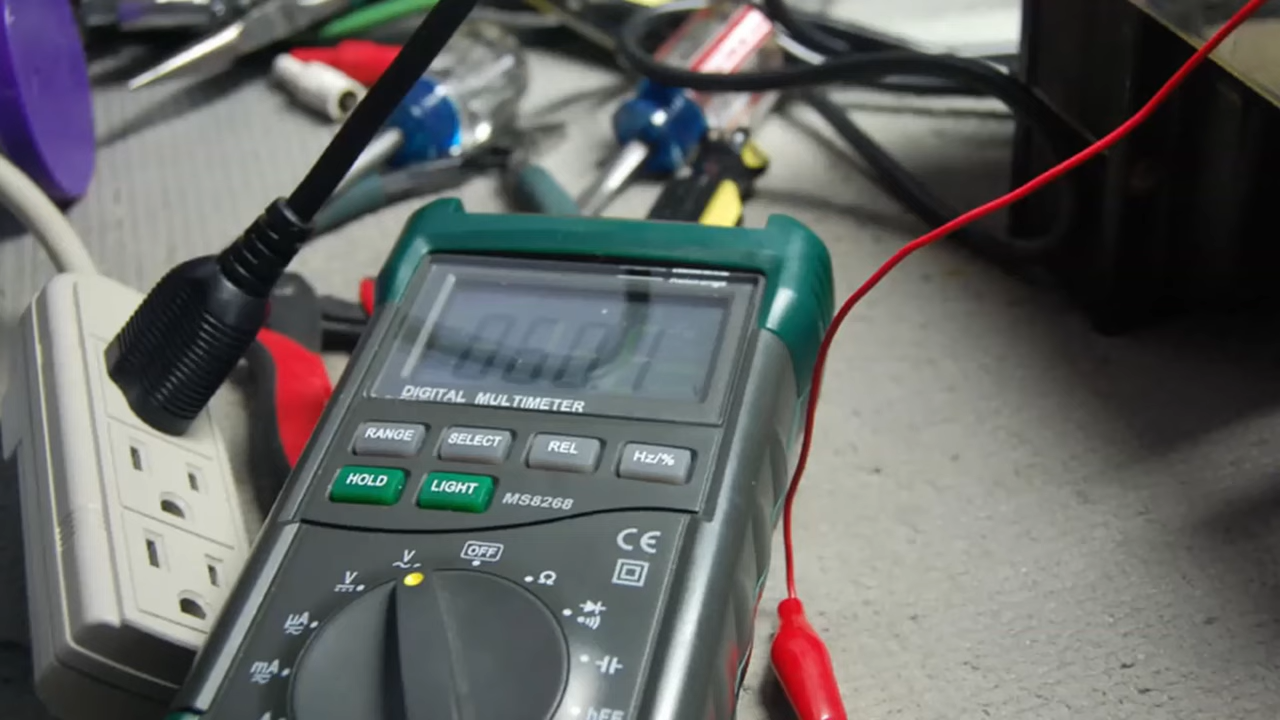 DIGITAL MULTIMETER
RANGE SELECT REL Hz/%
HOLD LIGHT MS8268
CE
V OFF Ω
V
μA
mA
hFE